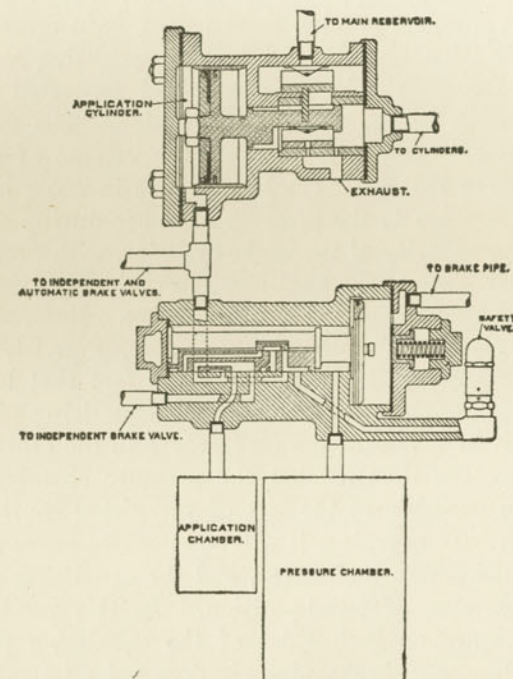 TO MAIN RESERVOIR.
APPLICATION
CYLINDER.
TO CYLINDERS.
EXHAUST.
TO INDEPENDENT AND
AUTOMATIC BRAKE VALVES.
TO BRAKE PIPE.
SAFETY
VALVE
TO INDEPENDENT BRAKE VALVE.
APPLICATION
CHAMBER.
PRESSURE CHAMBER.